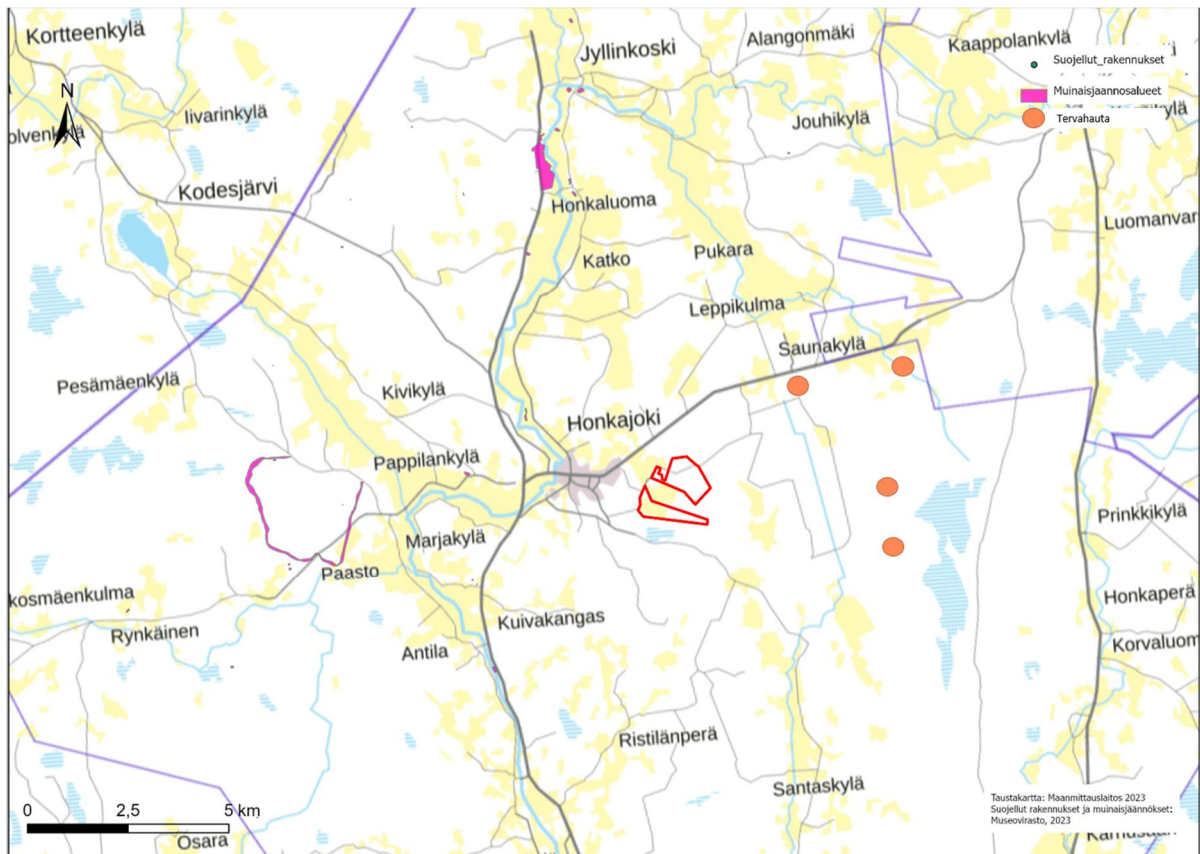 Kortteenkylä
Jyllinkoski
Alangonmäki
Kaappolankylä
Suojellut_rakennukset
N
Iivarinkylä
Muinaisjaannosalueet
Jouhikylä
Tervahauta
Kodesjärvi
Honkaluoma
Luomanvar
Katko
Pukara
Leppikulma
Saunakylä
Pesämäenkylä
Kivikylä
Honkajoki
Pappilankylä
Prinkkikylä
Marjakylä
Paasto
kosmäenkulma
Honkaperä
Rynkäinen
Kuivakangas
Korvaluom
Antila
Ristilänperä
Santaskylä
Taustakartta: Maanmittauslaitos 2023
Suojellut rakennukset ja muinaisjäännökset:
Museovirasto, 2023
0 2,5 5 km
Osara